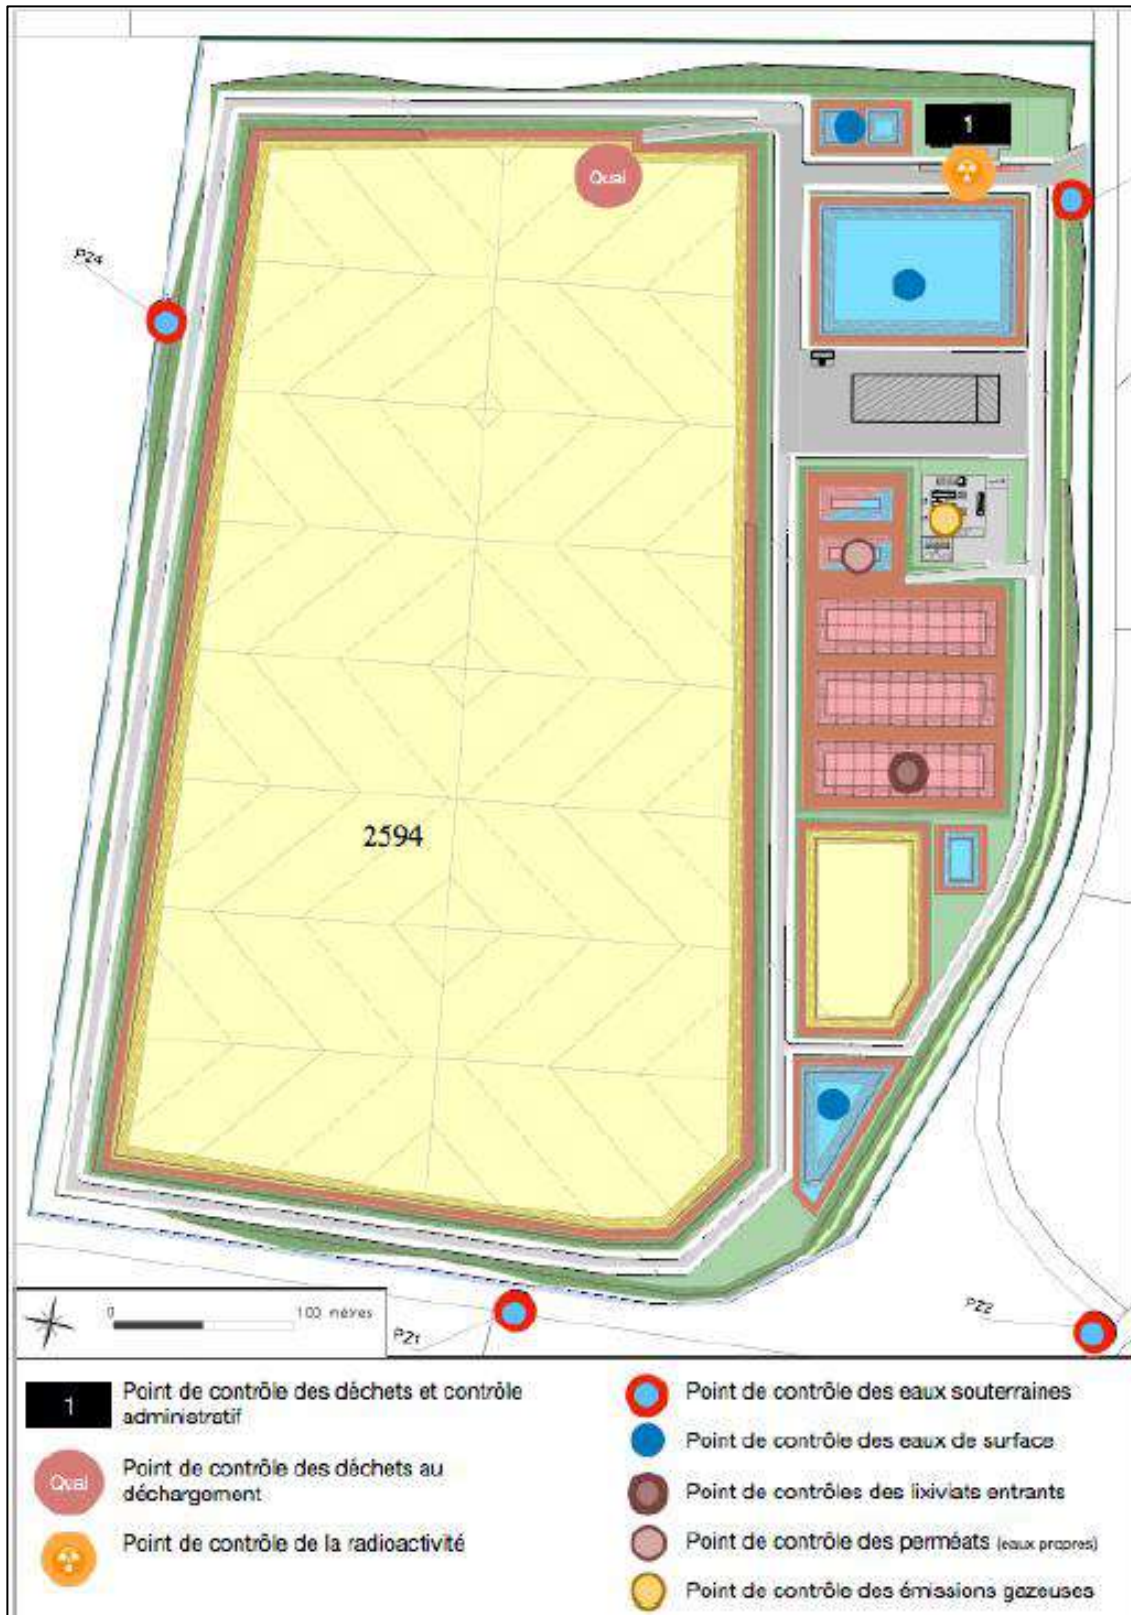 1
Quai
PZ4
2594
0 100 mètres
PZ1
PZ2
1 Point de contrôle des déchets et contrôle
administratif
Quai Point de contrôle des déchets au
déchargement
Point de contrôle de la radioactivité
Point de contrôle des eaux souterraines
Point de contrôle des eaux de surface
Point de contrôles des lixiviats entrants
Point de contrôle des perméats (eaux propres)
Point de contrôle des émissions gazeuses